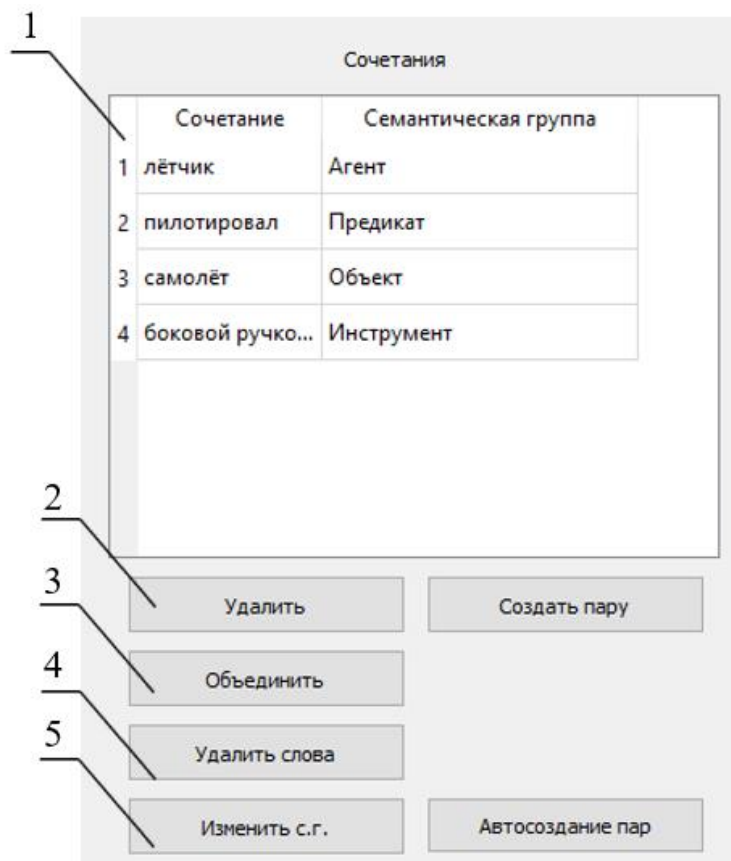 1
Сочетания
Сочетание Семантическая группа
1 лётчик Агент
2 пилотировал Предикат
3 самолёт Объект
4 боковой ручко... Инструмент
2
Удалить Создать пару
3
Объединить
4
Удалить слова
5
Изменить с.г. Автосоздание пар